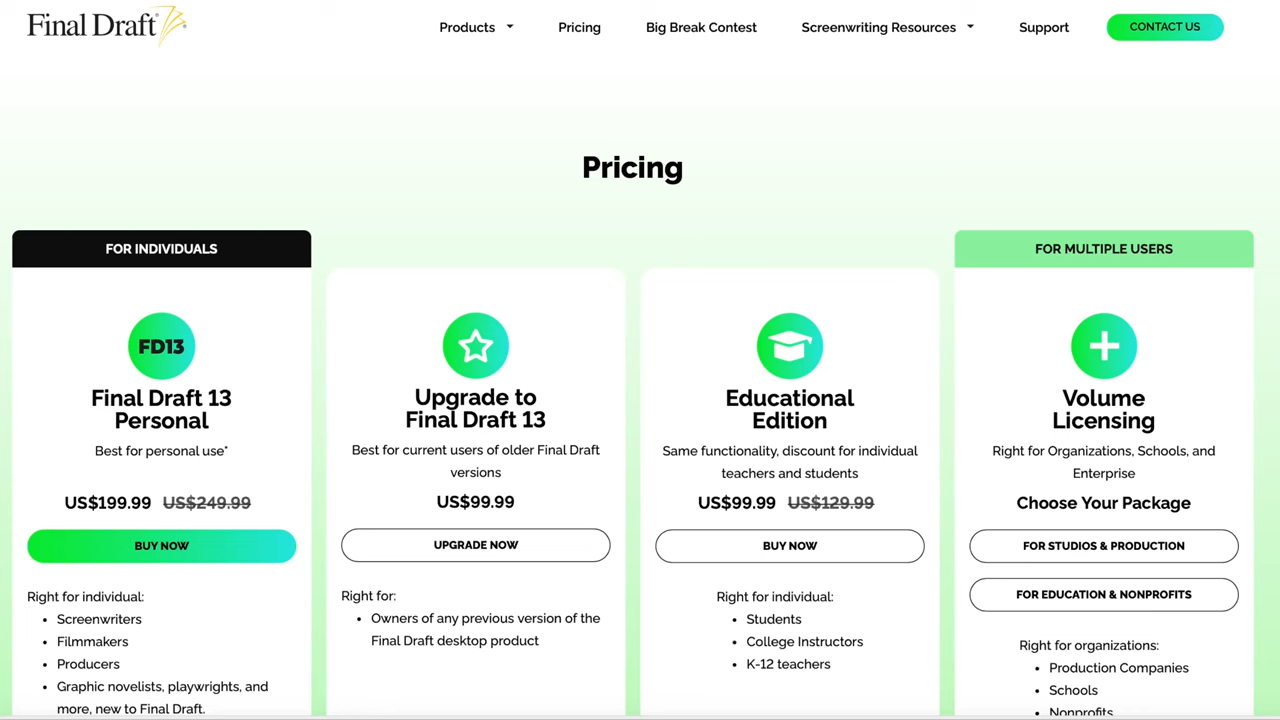 Final Draft®
Products
Pricing
Big Break Contest
Screenwriting Resources
Support
CONTACT US
Pricing
FOR INDIVIDUALS
FD13
Final Draft 13
Personal
Best for personal use*
US$199.99 US$249.99
BUY NOW
Right for individual:
• Screenwriters
• Filmmakers
• Producers
• Graphic novelists, playwrights, and
more, new to Final Draft.
Upgrade to
Final Draft 13
Best for current users of older Final Draft
versions
US$99.99
UPGRADE NOW
Right for:
• Owners of any previous version of the
Final Draft desktop product
Educational
Edition
Same functionality, discount for individual
teachers and students
US$99.99 US$129.99
BUY NOW
Right for individual:
• Students
• College Instructors
• K-12 teachers
FOR MULTIPLE USERS
Volume
Licensing
Right for Organizations, Schools, and
Enterprise
Choose Your Package
FOR STUDIOS & PRODUCTION
FOR EDUCATION & NONPROFITS
Right for organizations:
• Production Companies
• Schools
• Nonprofits